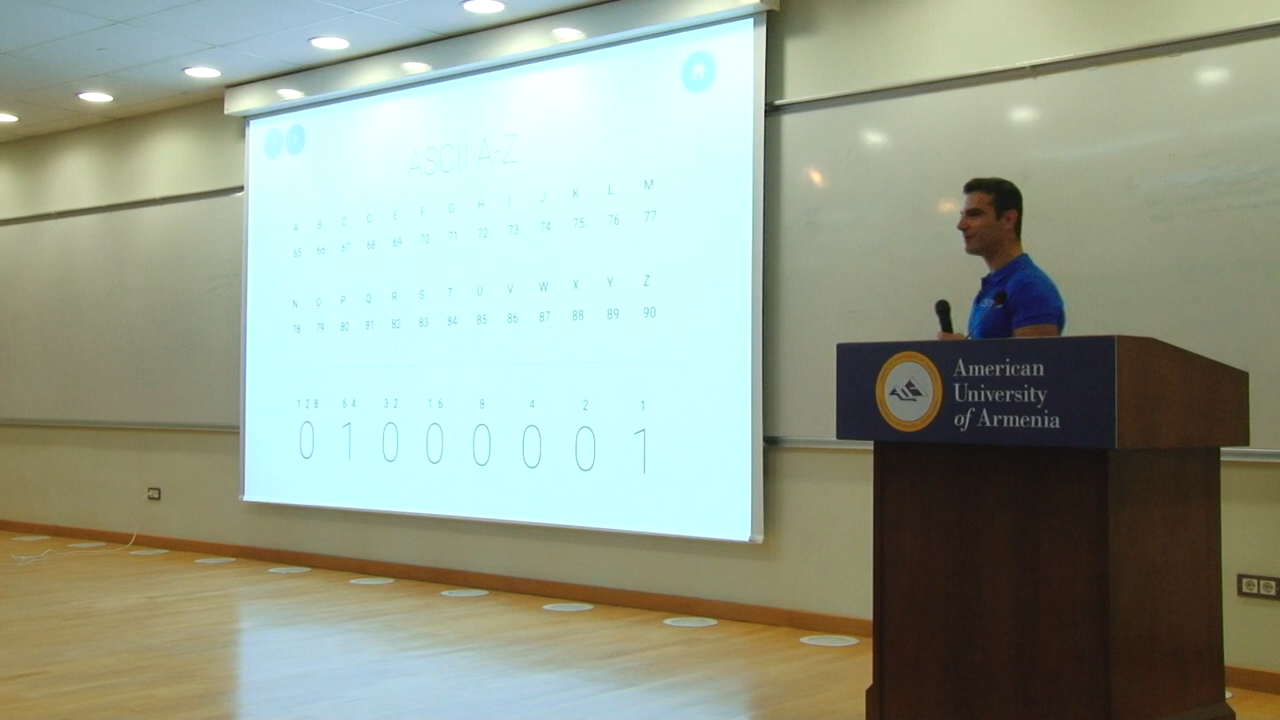 ASCII A-Z
A B C D E F G H I J K L M
65 66 67 68 69 70 71 72 73 74 75 76 77
N O P Q R S T U V W X Y Z
78 79 80 81 82 83 84 85 86 87 88 89 90
128 64 32 16 8 4 2 1
0 1 0 0 0 0 0 1
American
University
of Armenia